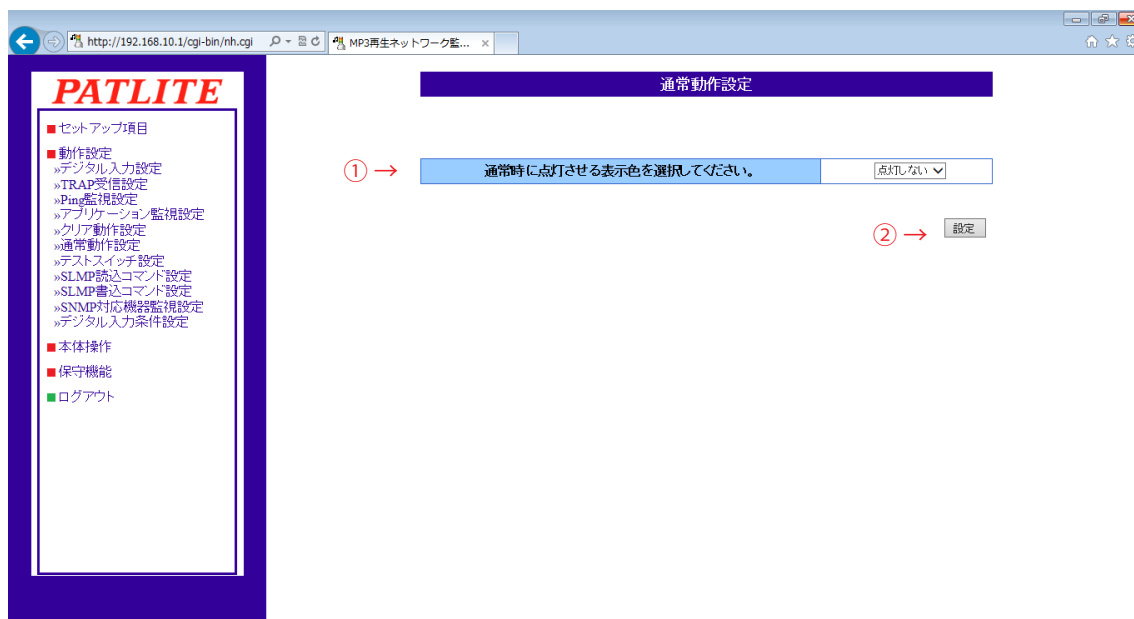 http://192.168.10.1/cgi-bin/nh.cgi
MP3再生ネットワーク監... ×
PATLITE
セットアップ項目
動作設定
»デジタル入力設定
»TRAP受信設定
»Ping監視設定
»アプリケーション監視設定
»クリア動作設定
»通常動作設定
»テストスイッチ設定
»SLMP読込コマンド設定
»SLMP書込コマンド設定
»SNMP対応機器監視設定
»デジタル入力条件設定
本体操作
保守機能
ログアウト
通常動作設定
① → 通常時に点灯させる表示色を選択してください。 点灯しない
② → 設定